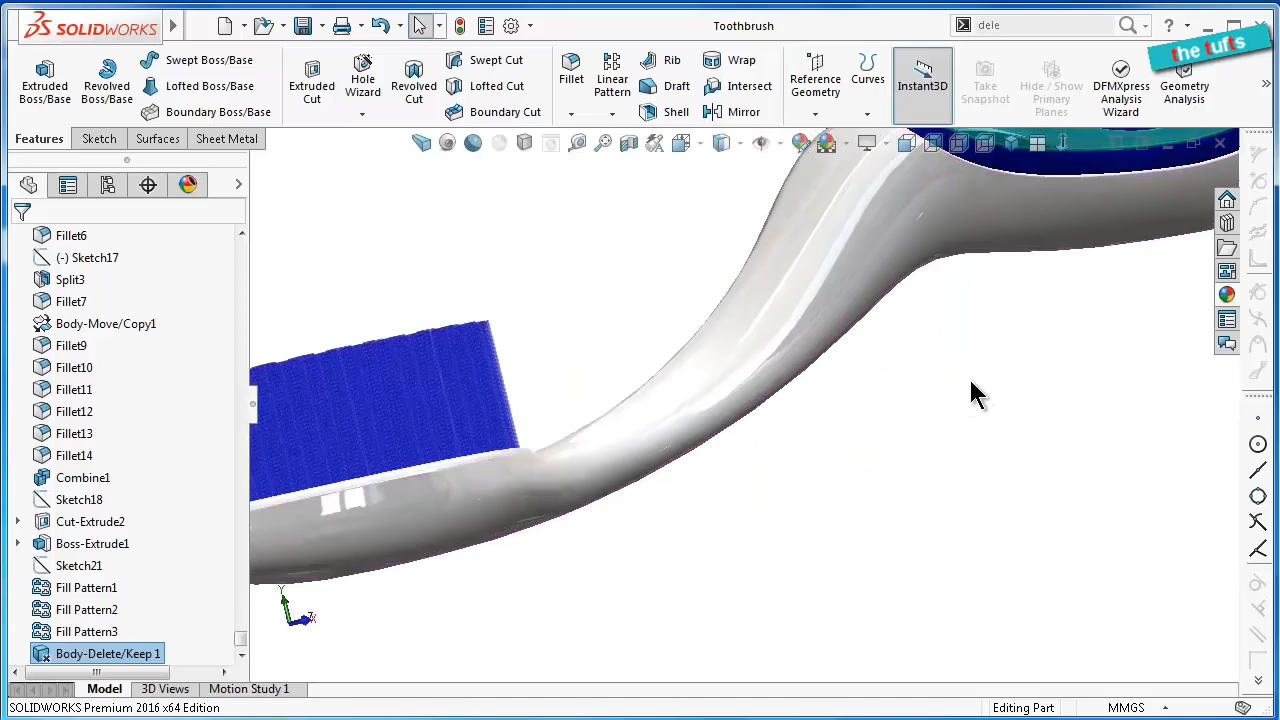 SOLIDWORKS
Toothbrush
dele
the tufts
Extruded Boss/Base
Revolved Boss/Base
Swept Boss/Base
Lofted Boss/Base
Boundary Boss/Base
Extruded Cut
Hole Wizard
Revolved Cut
Swept Cut
Lofted Cut
Boundary Cut
Fillet
Linear Pattern
Rib
Draft
Shell
Wrap
Intersect
Mirror
Reference Geometry
Curves
Instant3D
Take Snapshot
Hide / Show Primary Planes
DFMXpress Analysis Wizard
Geometry Analysis
Features
Sketch
Surfaces
Sheet Metal
Fillet6
(-) Sketch17
Split3
Fillet7
Body-Move/Copy1
Fillet9
Fillet10
Fillet11
Fillet12
Fillet13
Fillet14
Combine1
Sketch18
Cut-Extrude2
Boss-Extrude1
Sketch21
Fill Pattern1
Fill Pattern2
Fill Pattern3
Body-Delete/Keep 1
Model
3D Views
Motion Study 1
SOLIDWORKS Premium 2016 x64 Edition
Editing Part
MMGS